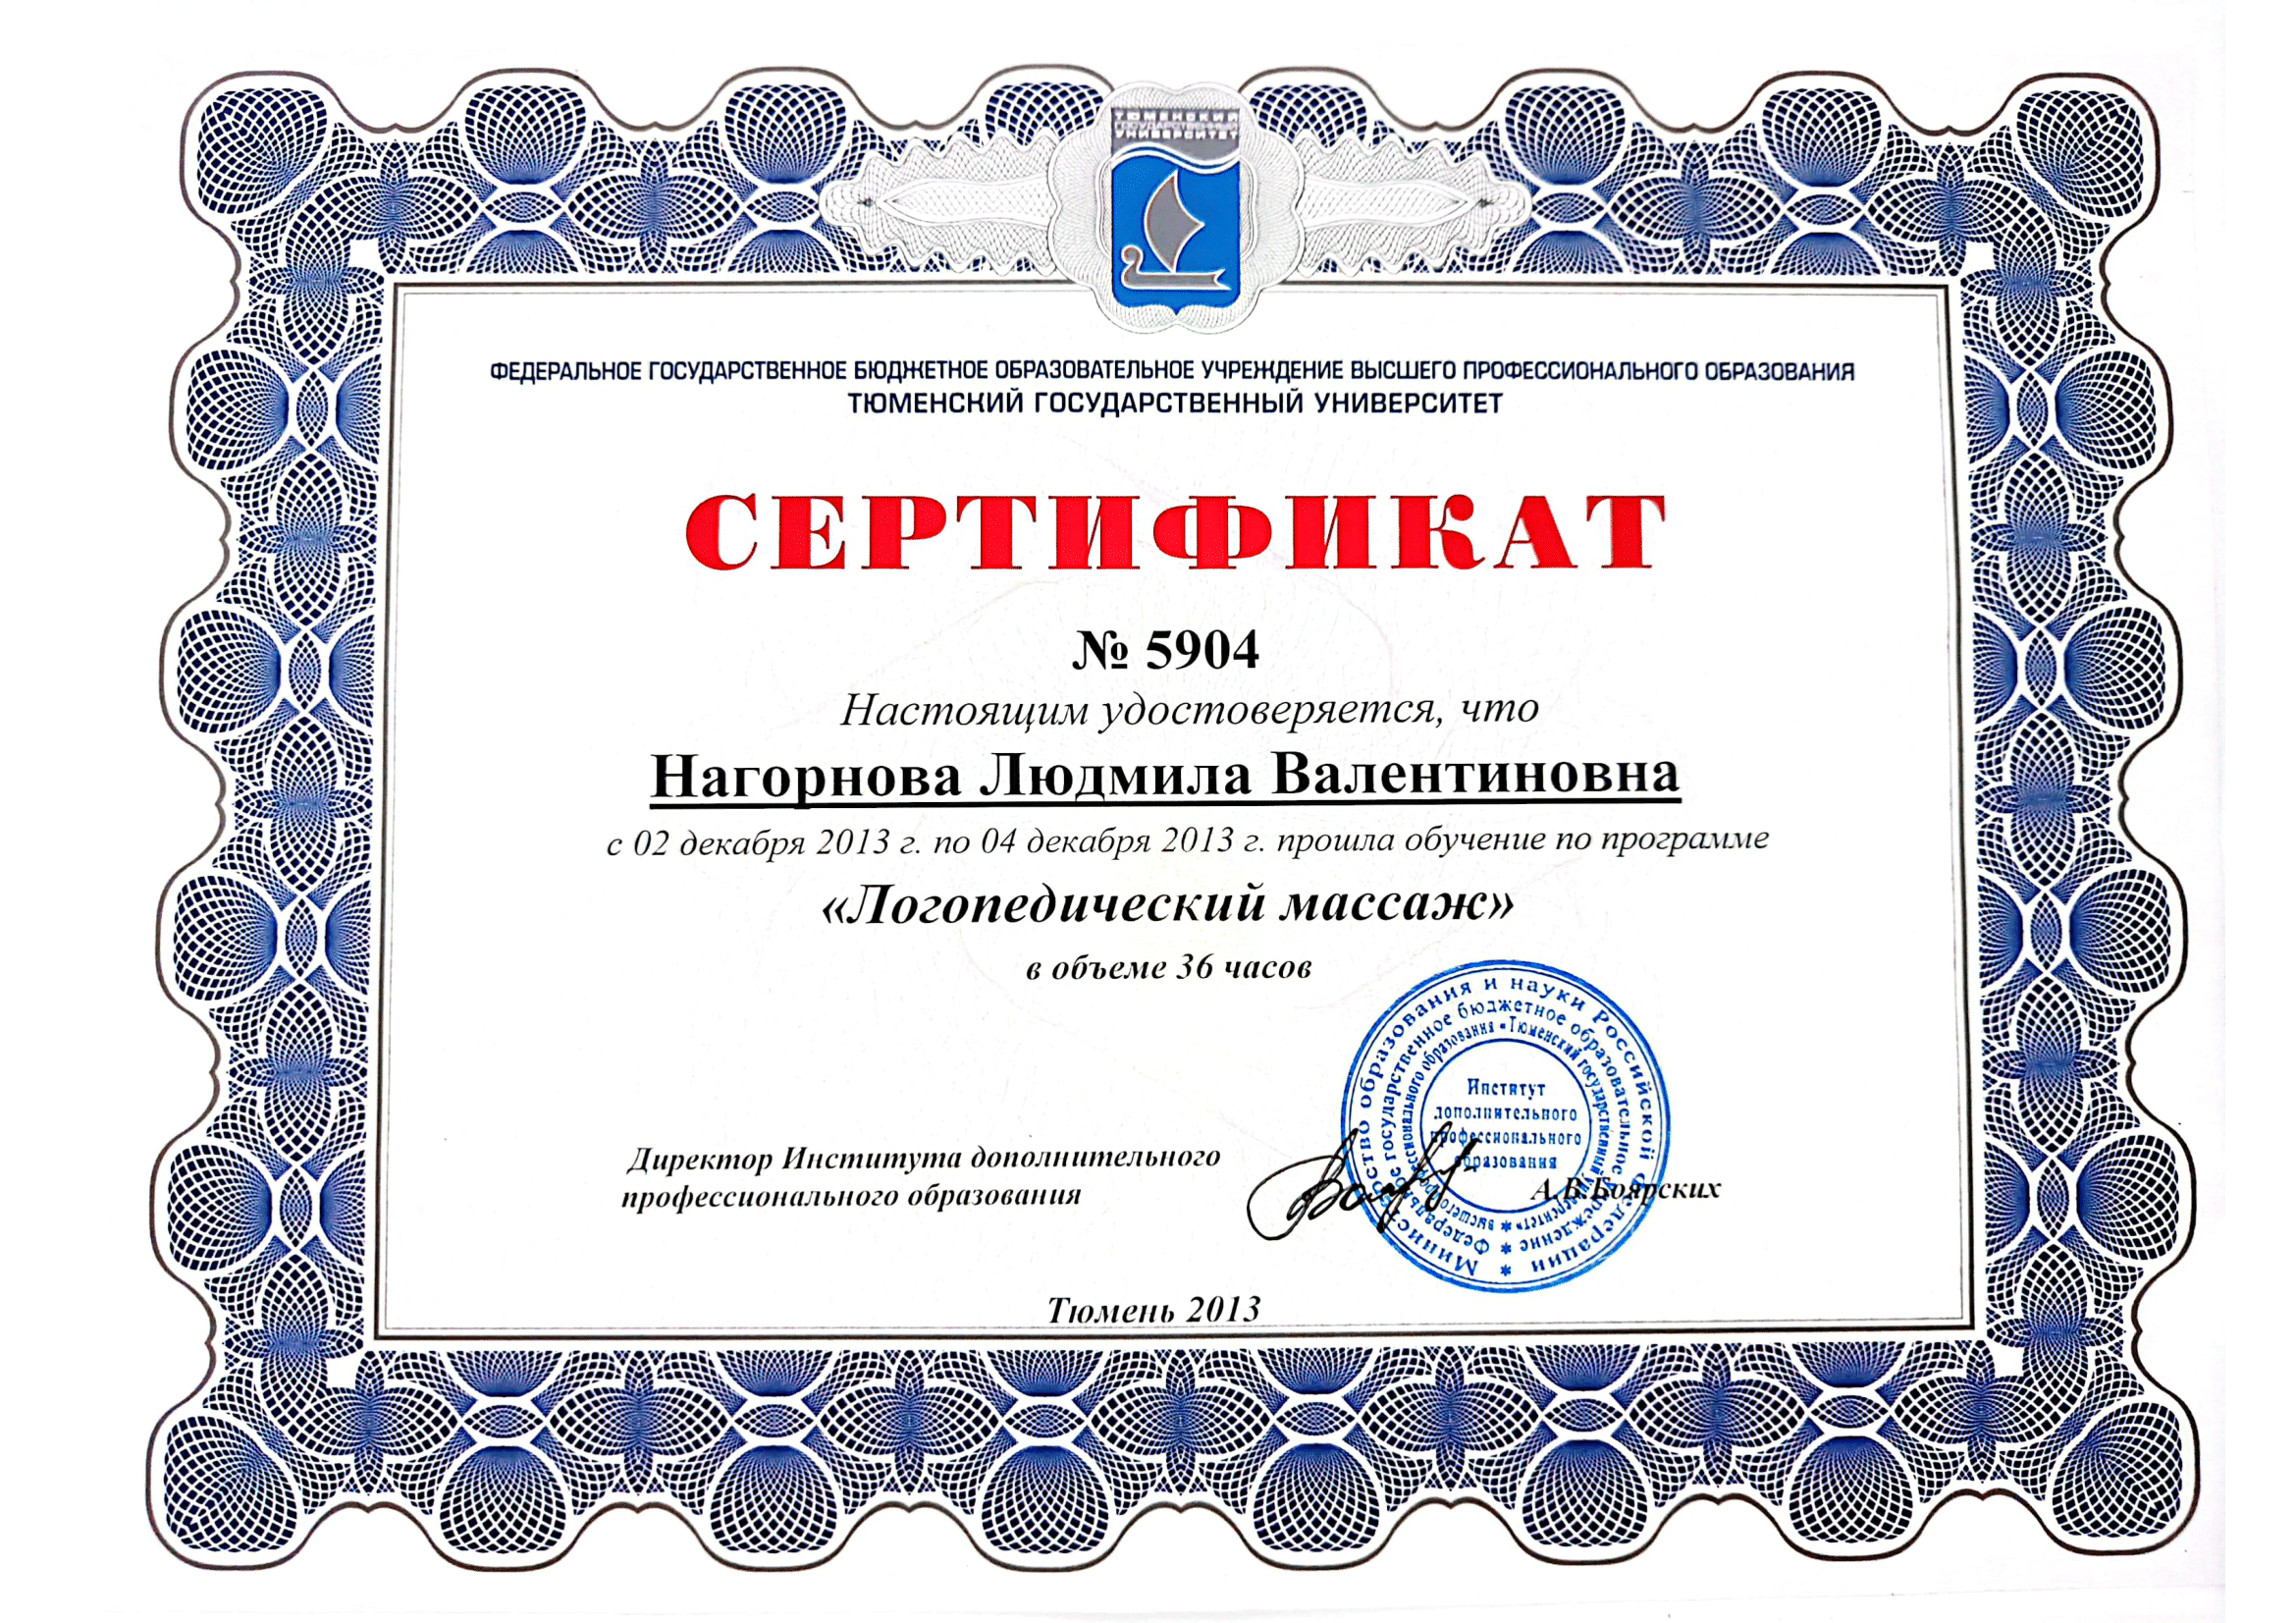 ТЮМЕНСКИЙ
ГОСУДАРСТВЕННЫЙ
УНИВЕРСИТЕТ
ФЕДЕРАЛЬНОЕ ГОСУДАРСТВЕННОЕ БЮДЖЕТНОЕ ОБРАЗОВАТЕЛЬНОЕ УЧРЕЖДЕНИЕ ВЫСШЕГО ПРОФЕССИОНАЛЬНОГО ОБРАЗОВАНИЯ
ТЮМЕНСКИЙ ГОСУДАРСТВЕННЫЙ УНИВЕРСИТЕТ
СЕРТИФИКАТ
№ 5904
Настоящим удостоверяется, что
Нагорнова Людмила Валентиновна
с 02 декабря 2013 г. по 04 декабря 2013 г. прошла обучение по программе
«Логопедический массаж»
в объеме 36 часов
Министерство образования и науки Российской Федерации
Федеральное государственное бюджетное образовательное учреждение
высшего профессионального образования «Тюменский государственный университет»
Институт
дополнительного
профессионального
образования
Директор Института дополнительного
профессионального образования
А.В.Боярских
Тюмень 2013